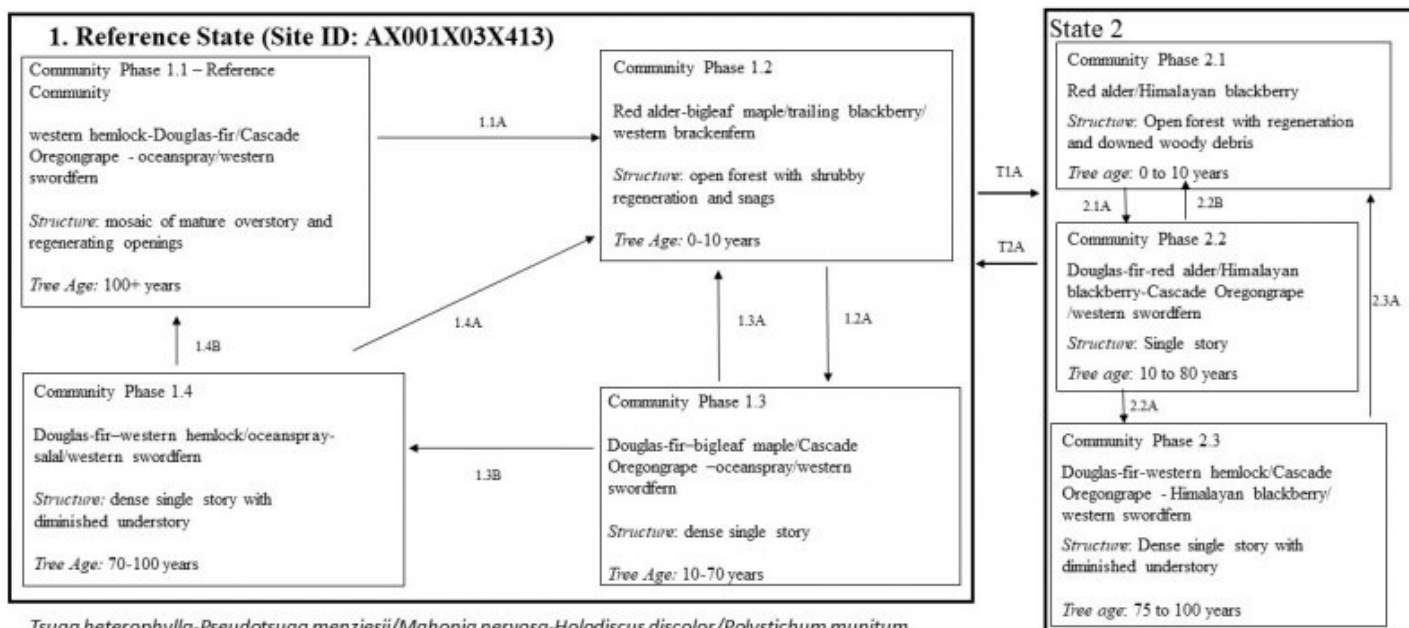 1. Reference State (Site ID: AX001X03X413)
Community Phase 1.1 – Reference
Community
western hemlock-Douglas-fir/Cascade
Oregongrape - oceanspray/western
swordfern
Structure: mosaic of mature overstory and
regenerating openings
Tree Age: 100+ years
1.1A
Community Phase 1.2
Red alder-bigleaf maple/trailing blackberry/
western brackenfern
Structure: open forest with shrubby
regeneration and snags
Tree Age: 0-10 years
1.4B
1.4A
1.3A
1.2A
Community Phase 1.4
Douglas-fir–western hemlock/oceanspray-
salal/western swordfern
Structure: dense single story with
diminished understory
Tree Age: 70-100 years
1.3B
Community Phase 1.3
Douglas-fir–bigleaf maple/Cascade
Oregongrape –oceanspray/western
swordfern
Structure: dense single story
Tree Age: 10-70 years
T1A
T2A
State 2
Community Phase 2.1
Red alder/Himalayan blackberry
Structure: Open forest with regeneration
and downed woody debris
Tree age: 0 to 10 years
2.1A
2.2B
Community Phase 2.2
Douglas-fir-red alder/Himalayan
blackberry-Cascade Oregongrape
/western swordfern
Structure: Single story
Tree age: 10 to 80 years
2.3A
2.2A
Community Phase 2.3
Douglas-fir-western hemlock/Cascade
Oregongrape - Himalayan blackberry/
western swordfern
Structure: Dense single story with
diminished understory
Tree age: 75 to 100 years
Tsuga heterophylla-Pseudotsuga menziesii/Mahonia nervosa-Holodiscus discolor/Polystichum munitum